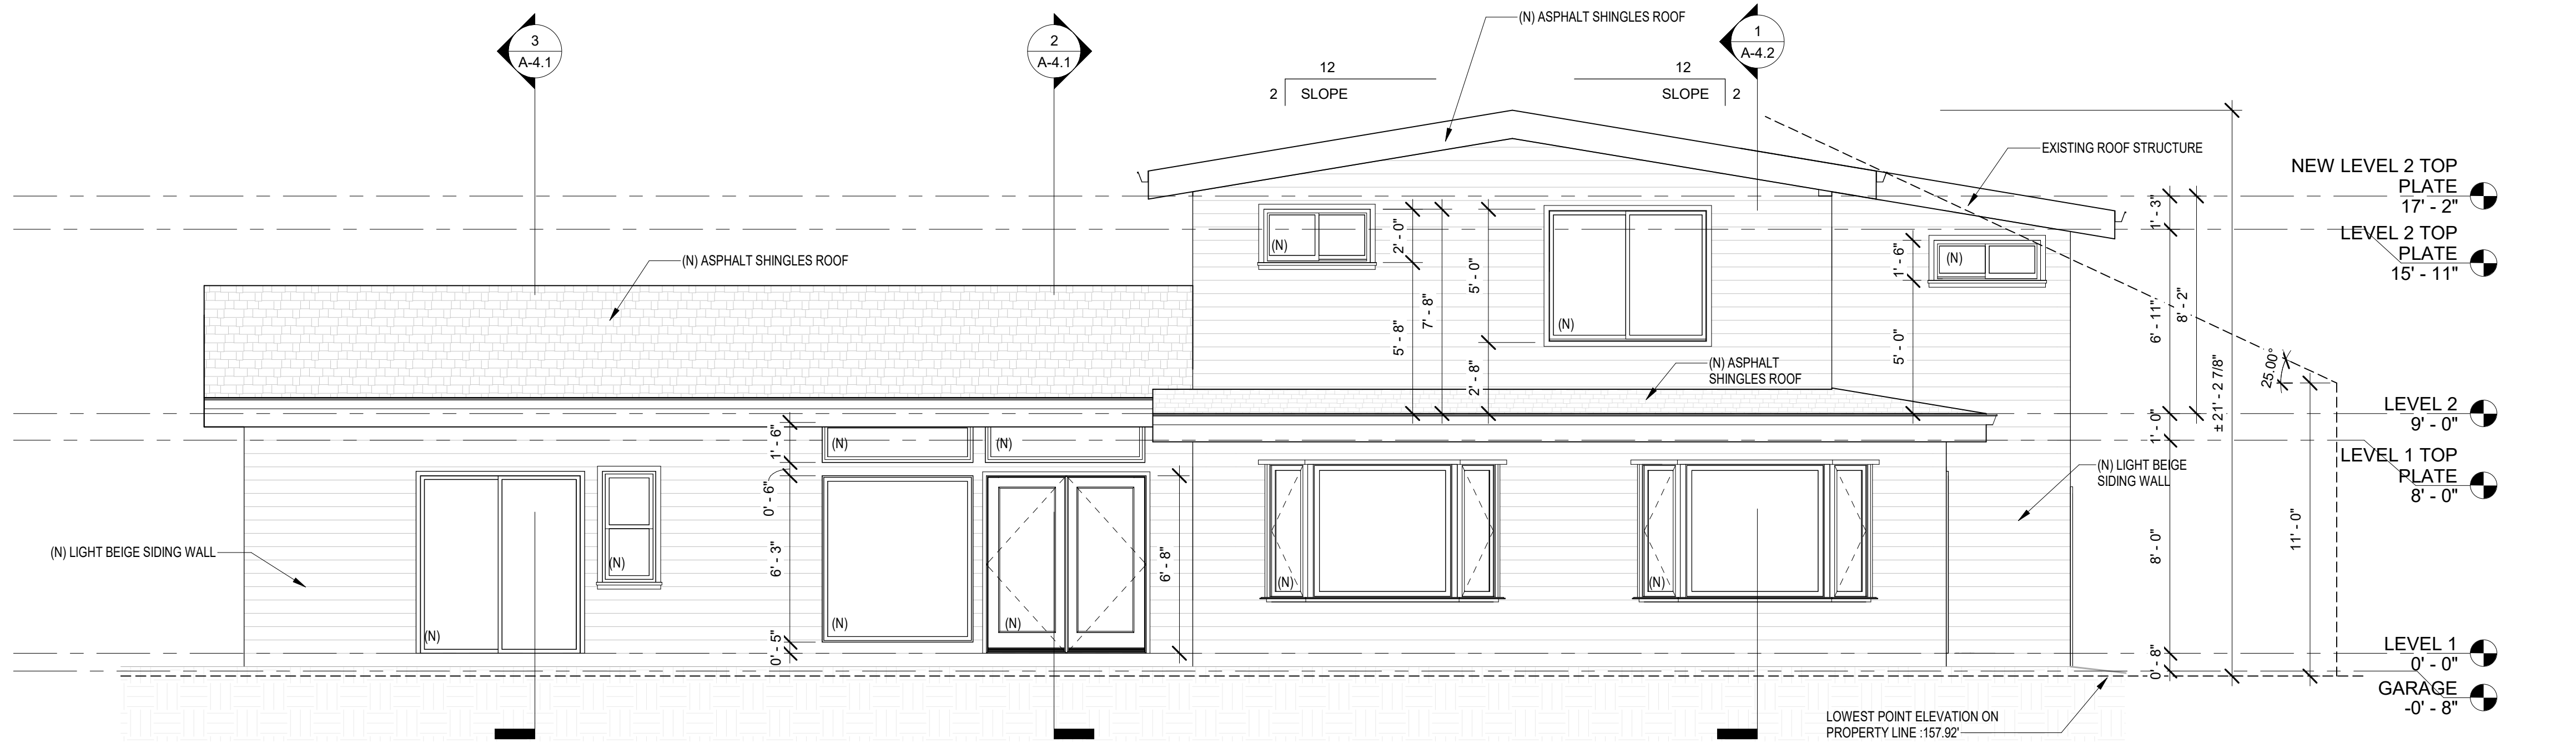 3
A-4.1
2
A-4.1
1
A-4.2
(N) ASPHALT SHINGLES ROOF
12
2 SLOPE
12
SLOPE 2
EXISTING ROOF STRUCTURE
NEW LEVEL 2 TOP
PLATE
17' - 2"
LEVEL 2 TOP
PLATE
15' - 11"
LEVEL 2
9' - 0"
LEVEL 1 TOP
PLATE
8' - 0"
LEVEL 1
0' - 0"
GARAGE
-0' - 8"
(N) ASPHALT SHINGLES ROOF
(N) ASPHALT
SHINGLES ROOF
(N) LIGHT BEIGE SIDING WALL
(N) LIGHT BEIGE
SIDING WALL
(N)
(N)
(N)
2' - 0"
5' - 8"
7' - 8"
5' - 0"
2' - 8"
1' - 6"
5' - 0"
1' - 3"
6' - 11"
8' - 2"
1' - 0"
8' - 0"
0' - 8"
± 21' - 2 7/8"
11' - 0"
25.00°
1' - 6"
0' - 6"
6' - 3"
0' - 5"
6' - 8"
(N)
(N)
(N)
(N)
(N)
(N)
(N)
(N)
LOWEST POINT ELEVATION ON
PROPERTY LINE :157.92'